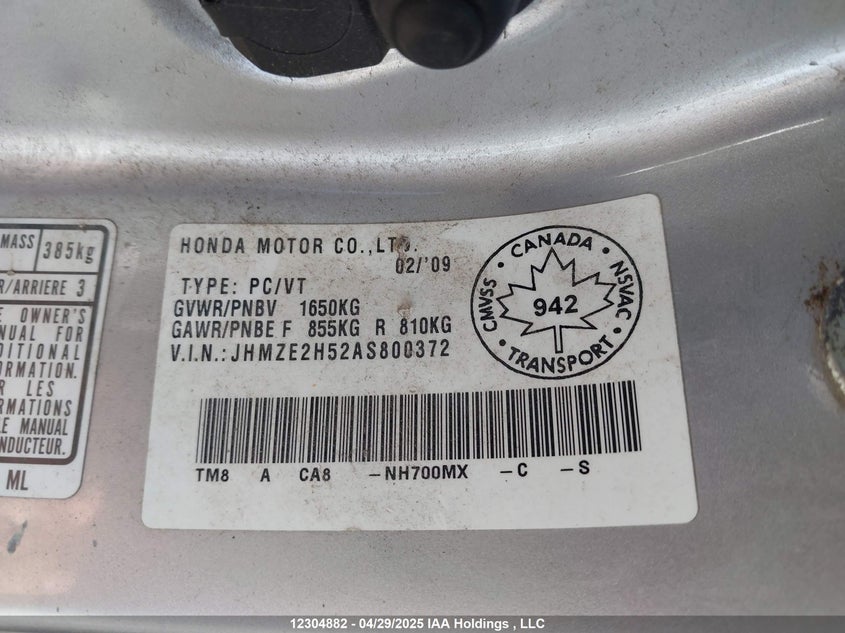 MASS 385kg
R/ARRIERE 3
E OWNER'S
NUAL FOR
DITIONAL
ORMATION.
R LES
RMATIONS
LE MANUAL
NDUCTEUR.
ML
HONDA MOTOR CO.,LTD.
02/'09
TYPE: PC/VT
GVWR/PNBV 1650KG
GAWR/PNBE F 855KG R 810KG
V.I.N.:JHMZE2H52AS800372
CANADA • NSVAC • TRANSPORT • CMVSS •
942
TM8 A CA8 -NH700MX -C -S
12304882 - 04/29/2025 IAA Holdings , LLC